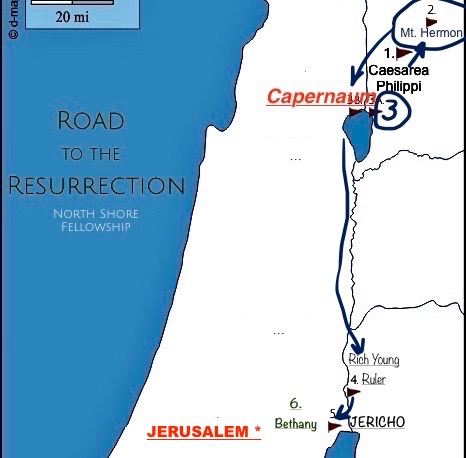 © d-ma
20 mi
2.
Mt. Hermon
1.
Caesarea
Philippi
Capernaum
3
ROAD
TO THE
RESURRECTION
NORTH SHORE
FELLOWSHIP
...
...
Rich Young
4. Ruler
6.
Bethany
5.
JERICHO
JERUSALEM *